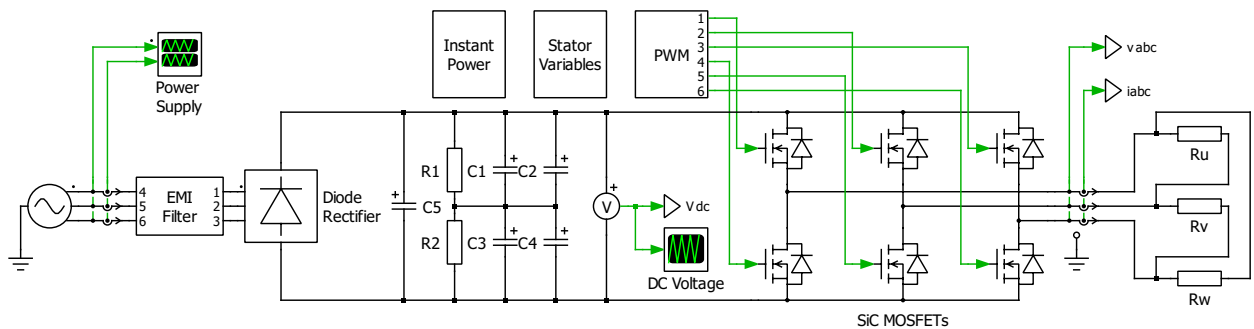 Instant
Power
Stator
Variables
PWM
1
2
3
4
5
6
Power
Supply
v abc
iabc
4
5
6
EMI
Filter
1
2
3
Diode
Rectifier
C5
R1
R2
C1
C2
C3
C4
V
V dc
DC Voltage
Ru
Rv
Rw
SiC MOSFETs